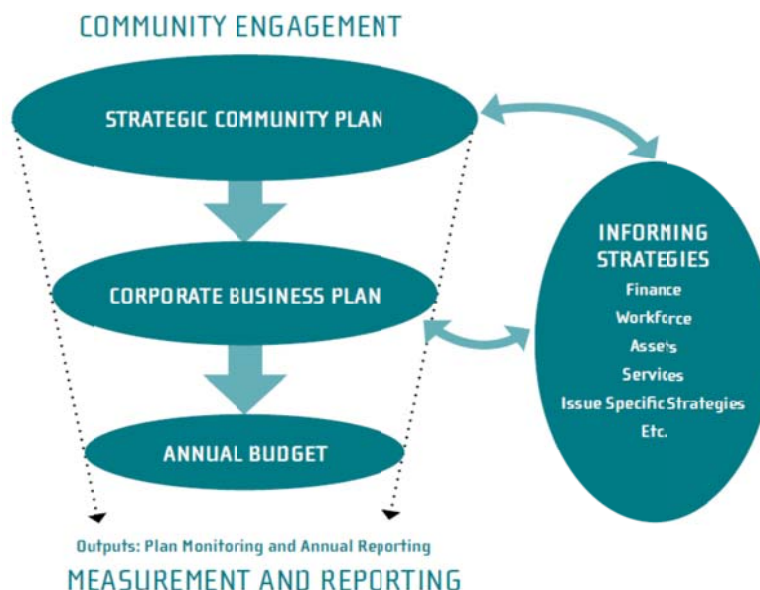 COMMUNITY ENGAGEMENT
STRATEGIC COMMUNITY PLAN
CORPORATE BUSINESS PLAN
ANNUAL BUDGET
INFORMING
STRATEGIES
Finance
Workforce
Assets
Services
Issue Specific Strategies
Etc.
Outputs: Plan Monitoring and Annual Reporting
MEASUREMENT AND REPORTING